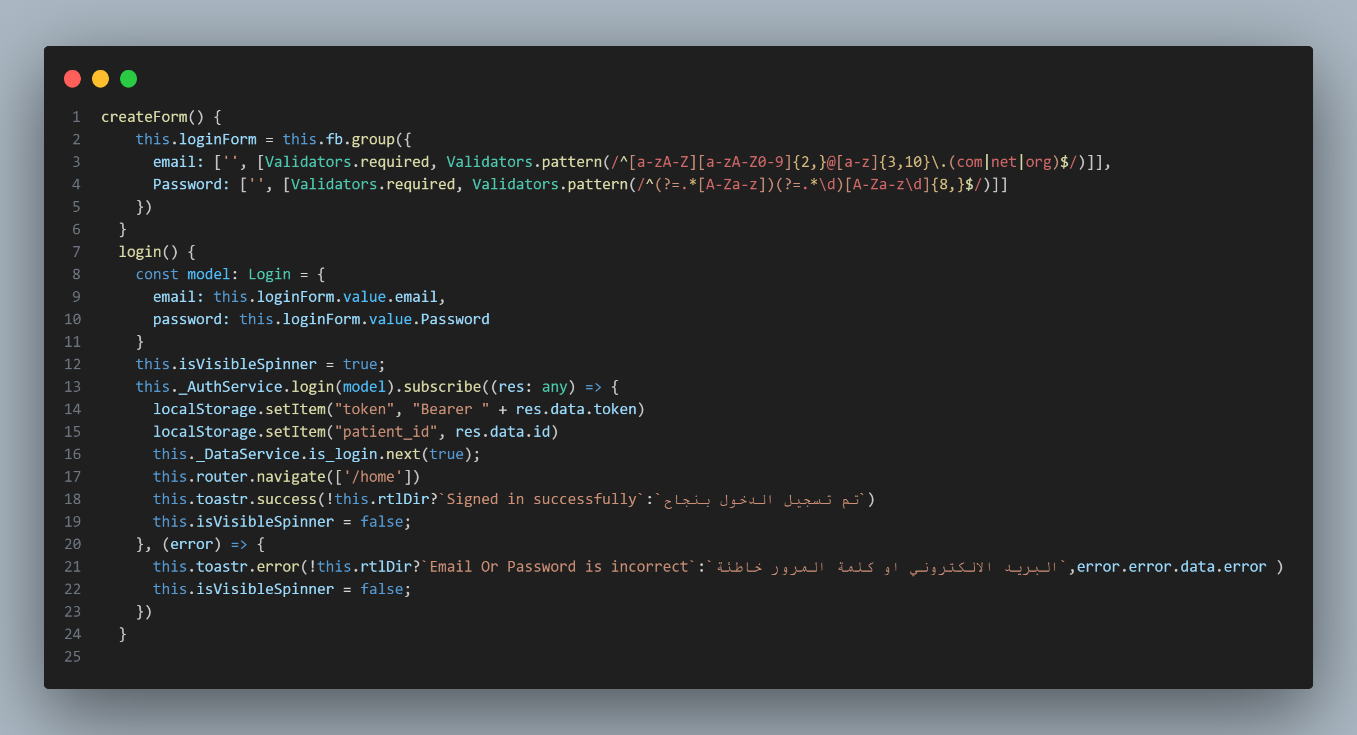 1 createForm() {
2 this.loginForm = this.fb.group({
3 email: ['', [Validators.required, Validators.pattern(/^[a-zA-Z][a-zA-Z0-9]{2,}@[a-z]{3,10}\.(com|net|org)$/)]],
4 Password: ['', [Validators.required, Validators.pattern(/^(?=.*[A-Za-z])(?=.*\d)[A-Za-z\d]{8,}$/)]]
5 })
6 }
7 login() {
8 const model: Login = {
9 email: this.loginForm.value.email,
10 password: this.loginForm.value.Password
11 }
12 this.isVisibleSpinner = true;
13 this._AuthService.login(model).subscribe((res: any) => {
14 localStorage.setItem("token", "Bearer " + res.data.token)
15 localStorage.setItem("patient_id", res.data.id)
16 this._DataService.is_login.next(true);
17 this.router.navigate(['/home'])
18 this.toastr.success(!this.rtlDir?`Signed in successfully`:`تم تسجيل الدخول بنجاح`)
19 this.isVisibleSpinner = false;
20 }, (error) => {
21 this.toastr.error(!this.rtlDir?`Email Or Password is incorrect`:`البريد الالكتروني او كلمة المرور خاطئة`,error.error.data.error )
22 this.isVisibleSpinner = false;
23 })
24 }
25